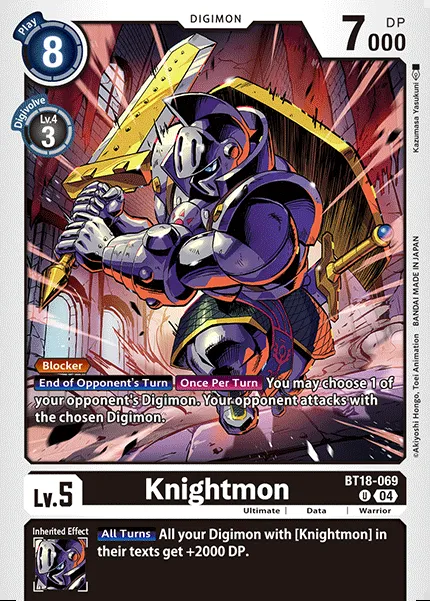 Play
8
DIGIMON
7000
DP
Digivolve
Lv.4
3
Kazumasa Yasukuni
©Akiyoshi Hongo, Toei Animation BANDAI MADE IN JAPAN
Blocker
End of Opponent's Turn Once Per Turn You may choose 1 of
your opponent's Digimon. Your opponent attacks with
the chosen Digimon.
Lv.5
Knightmon
BT18-069
U 04
Ultimate | Data | Warrior
Inherited Effect
All Turns All your Digimon with [Knightmon] in
their texts get +2000 DP.